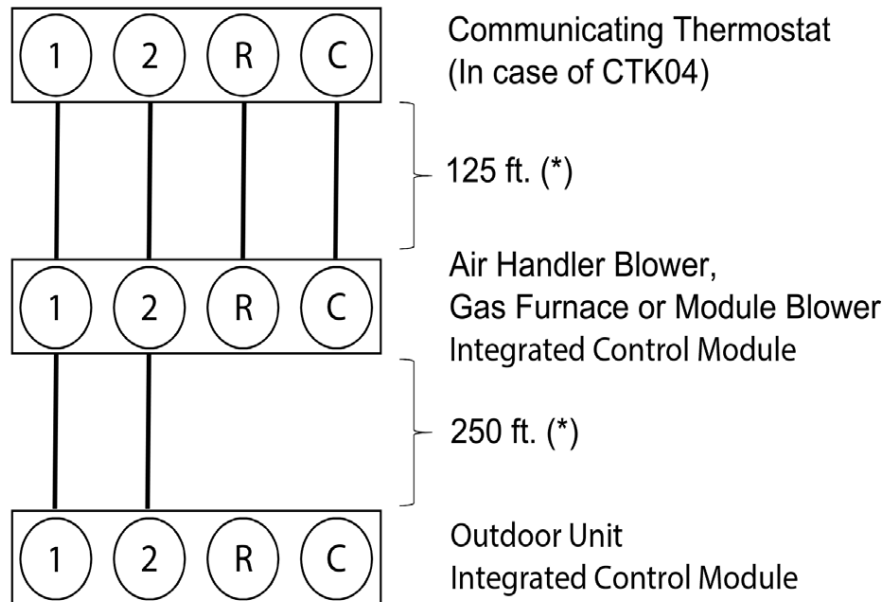 1 2 R C
Communicating Thermostat
(In case of CTK04)
125 ft. (*)
1 2 R C
Air Handler Blower,
Gas Furnace or Module Blower
Integrated Control Module
250 ft. (*)
1 2 R C
Outdoor Unit
Integrated Control Module